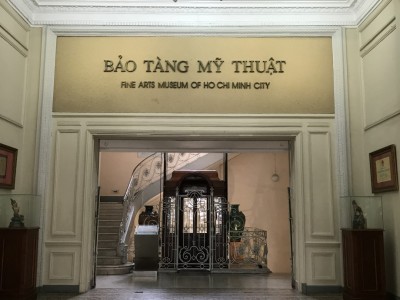 BẢO TÀNG MỸ THUẬT
FINE ARTS MUSEUM OF HO CHI MINH CITY